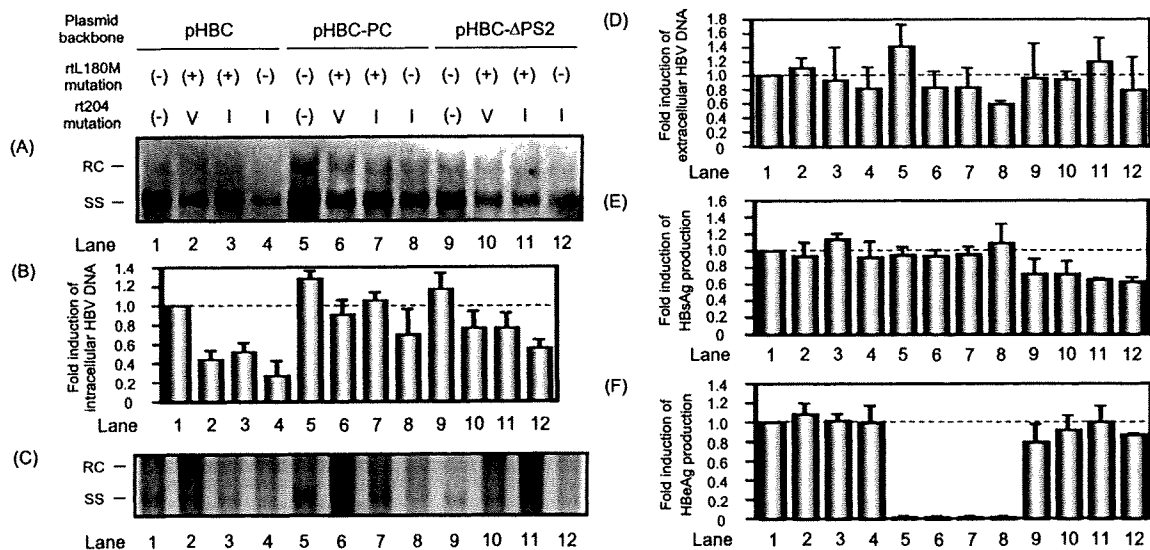 Plasmid backbone pHBC pHBC-PC pHBC-ΔPS2
rtL180M mutation (-) (+) (+) (-) (-) (+) (+) (-) (-) (+) (+) (-)
rt204 mutation (-) V I I (-) V I I (-) V I I
(A)
RC
SS
Lane 1 2 3 4 5 6 7 8 9 10 11 12
(B)
Fold induction of
intracellular HBV DNA
1.4
1.2
1.0
0.8
0.6
0.4
0.2
0
Lane 1 2 3 4 5 6 7 8 9 10 11 12
(C)
RC
SS
Lane 1 2 3 4 5 6 7 8 9 10 11 12
(D)
Fold induction of
extracellular HBV DNA
1.8
1.6
1.4
1.2
1.0
0.8
0.6
0.4
0.2
0
Lane 1 2 3 4 5 6 7 8 9 10 11 12
(E)
Fold induction of
HBsAg production
1.6
1.4
1.2
1.0
0.8
0.6
0.4
0.2
0
Lane 1 2 3 4 5 6 7 8 9 10 11 12
(F)
Fold induction of
HBeAg production
1.4
1.2
1.0
0.8
0.6
0.4
0.2
0
Lane 1 2 3 4 5 6 7 8 9 10 11 12